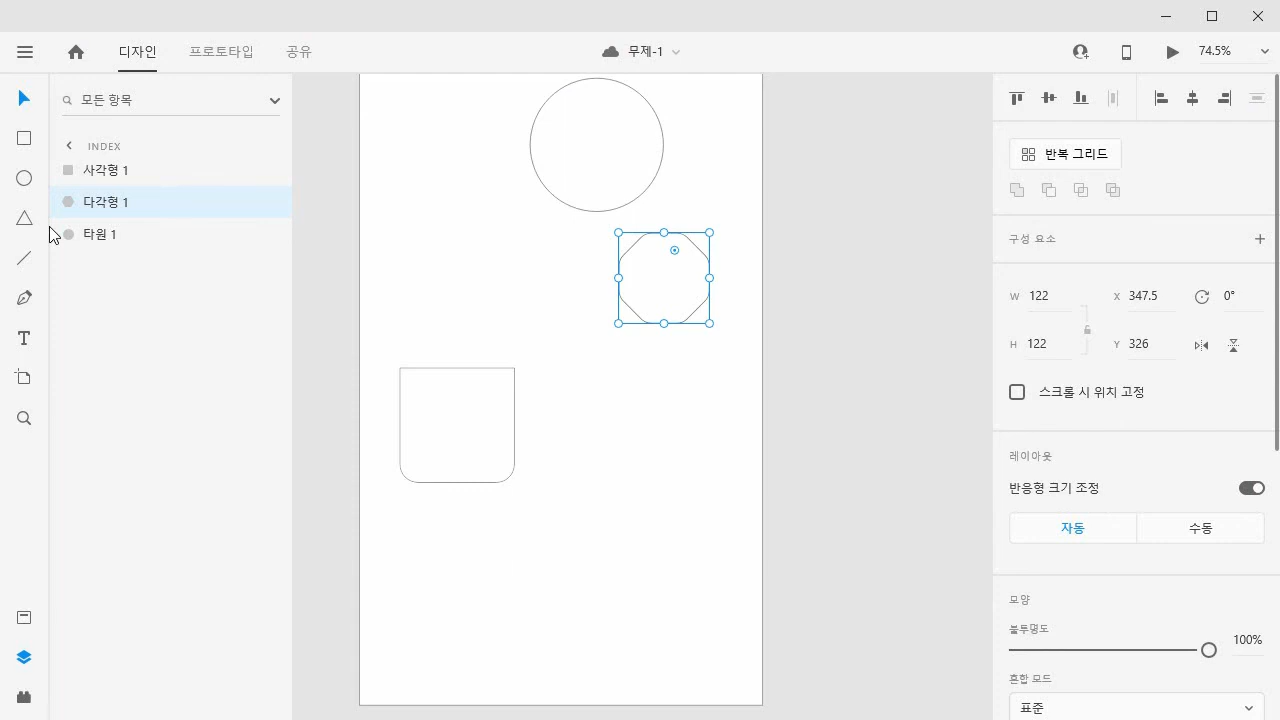 디자인
프로토타입
공유
무제-1
74.5%
모든 항목
INDEX
사각형 1
다각형 1
타원 1
반복 그리드
구성 요소
W 122
X 347.5
0°
H 122
Y 326
스크롤 시 위치 고정
레이아웃
반응형 크기 조정
자동
수동
모양
불투명도
100%
혼합 모드
표준